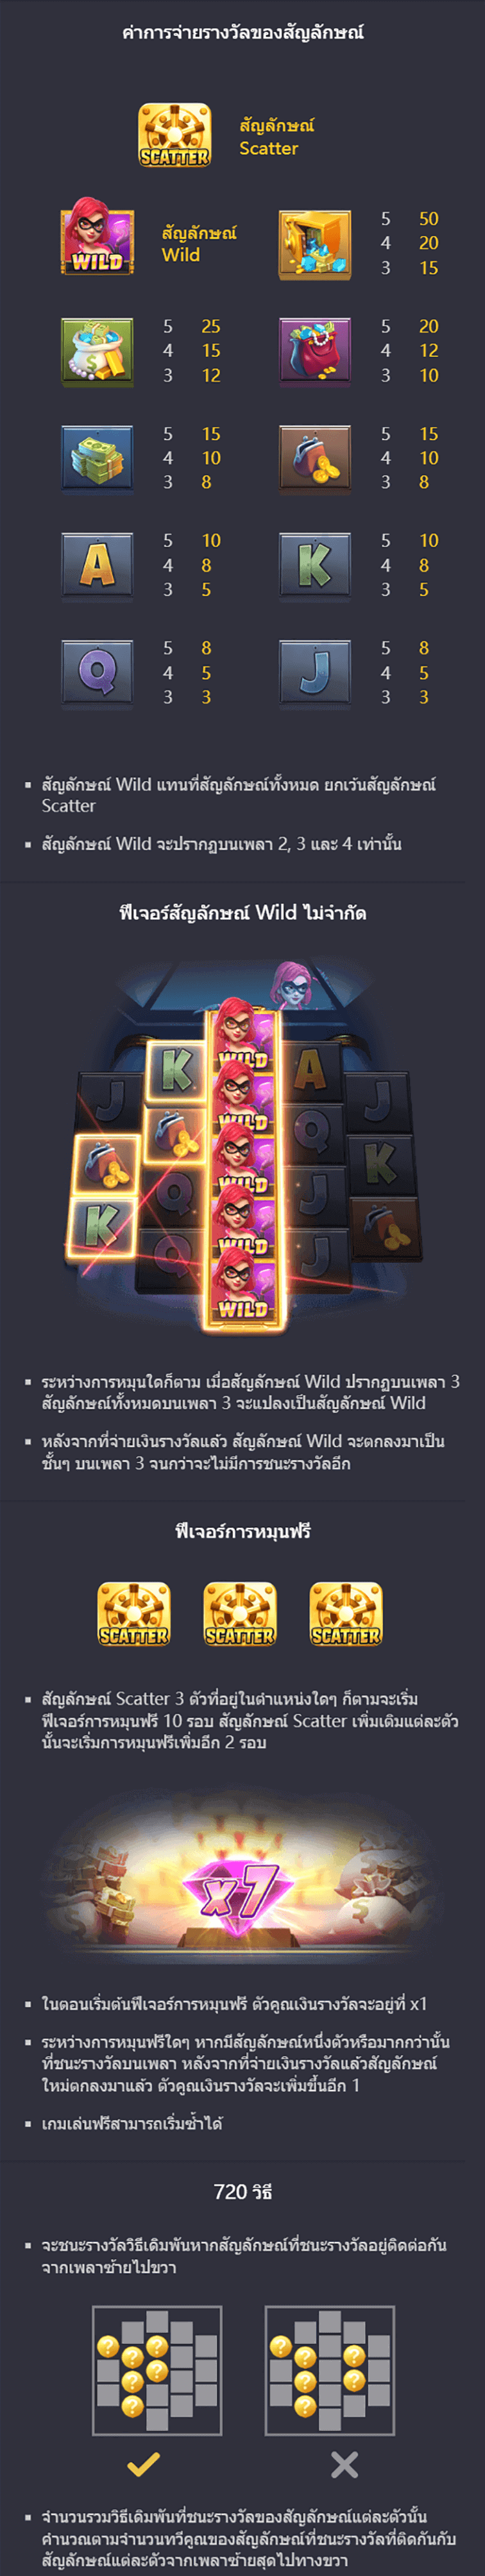 ค่าการจ่ายรางวัลของสัญลักษณ์
SCATTER
สัญลักษณ์
Scatter
WILD
สัญลักษณ์
Wild
5 50
4 20
3 15
5 25
4 15
3 12
5 20
4 12
3 10
5 15
4 10
3 8
5 15
4 10
3 8
A
5 10
4 8
3 5
K
5 10
4 8
3 5
Q
5 8
4 5
3 3
J
5 8
4 5
3 3
▪ สัญลักษณ์ Wild แทนที่สัญลักษณ์ทั้งหมด ยกเว้นสัญลักษณ์
Scatter
▪ สัญลักษณ์ Wild จะปรากฏบนเพลา 2, 3 และ 4 เท่านั้น
ฟีเจอร์สัญลักษณ์ Wild ไม่จำกัด
WILD
K A
J WILD J
Q
WILD K
Q J
K WILD
Q J
WILD
▪ ระหว่างการหมุนใดก็ตาม เมื่อสัญลักษณ์ Wild ปรากฏบนเพลา 3
สัญลักษณ์ทั้งหมดบนเพลา 3 จะแปลงเป็นสัญลักษณ์ Wild
▪ หลังจากที่จ่ายเงินรางวัลแล้ว สัญลักษณ์ Wild จะตกลงมาเป็น
ชั้นๆ บนเพลา 3 จนกว่าจะไม่มีการชนะรางวัลอีก
ฟีเจอร์การหมุนฟรี
SCATTER SCATTER SCATTER
▪ สัญลักษณ์ Scatter 3 ตัวที่อยู่ในตำแหน่งใดๆ ก็ตามจะเริ่ม
ฟีเจอร์การหมุนฟรี 10 รอบ สัญลักษณ์ Scatter เพิ่มเติมแต่ละตัว
นั้นจะเริ่มการหมุนฟรีเพิ่มอีก 2 รอบ
x7
▪ ในตอนเริ่มต้นฟีเจอร์การหมุนฟรี ตัวคูณเงินรางวัลจะอยู่ที่ x1
▪ ระหว่างการหมุนฟรีใดๆ หากมีสัญลักษณ์หนึ่งตัวหรือมากกว่านั้น
ที่ชนะรางวัลบนเพลา หลังจากที่จ่ายเงินรางวัลแล้วสัญลักษณ์
ใหม่ตกลงมาแล้ว ตัวคูณเงินรางวัลจะเพิ่มขึ้นอีก 1
▪ เกมเล่นฟรีสามารถเริ่มซ้ำได้
720 วิธี
▪ จะชนะรางวัลวิธีเดิมพันหากสัญลักษณ์ที่ชนะรางวัลอยู่ติดต่อกัน
จากเพลาซ้ายไปขวา
? ? ? ? ? ?
? ? ? ? ? ?
▪ จำนวนรวมวิธีเดิมพันที่ชนะรางวัลของสัญลักษณ์แต่ละตัวนั้น
คำนวณตามจำนวนทวีคูณของสัญลักษณ์ที่ชนะรางวัลที่ติดกันกับ
สัญลักษณ์แต่ละตัวจากเพลาซ้ายสุดไปทางขวา